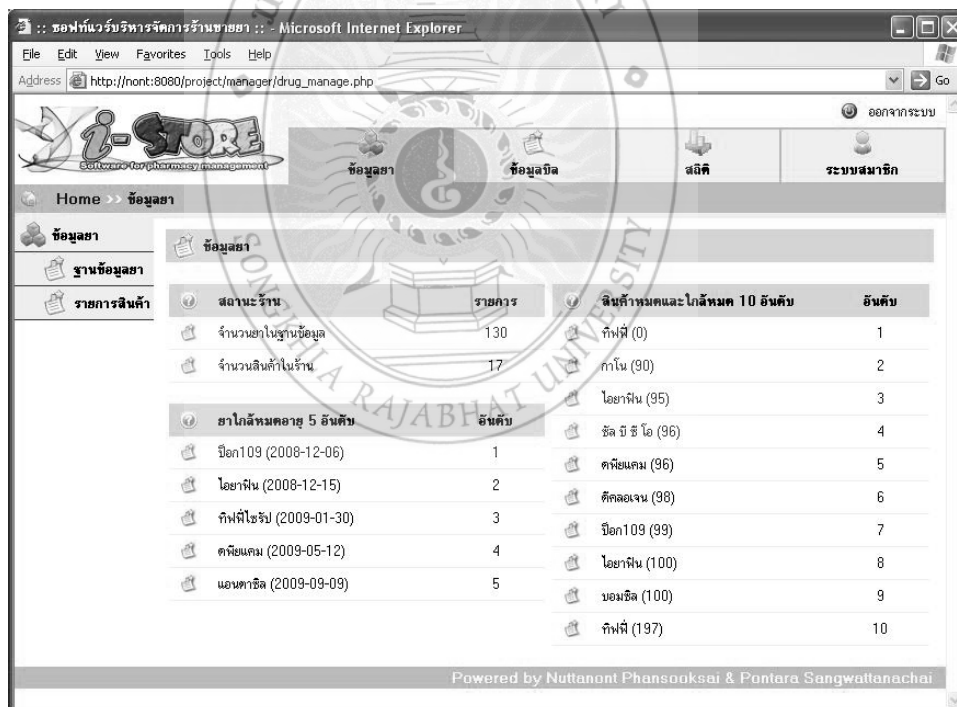 :: ซอฟท์แวร์บริหารจัดการร้านขายยา :: - Microsoft Internet Explorer
File Edit View Favorites Tools Help
Address http://nont:8080/project/manager/drug_manage.php Go
i-STORE
Software for pharmacy management
ออกจากระบบ
ข้อมูลยา ข้อมูลบิล สถิติ ระบบสมาชิก
Home >> ข้อมูลยา
ข้อมูลยา
ฐานข้อมูลยา
รายการสินค้า
ข้อมูลยา
สถานะร้าน รายการ
จำนวนยาในฐานข้อมูล 130
จำนวนสินค้าในร้าน 17
ยาใกล้หมดอายุ 5 อันดับ อันดับ
ป๊อก109 (2008-12-06) 1
ไอยาฟิน (2008-12-15) 2
ทิฟฟี่ไซรัป (2009-01-30) 3
ดพียแคม (2009-05-12) 4
แอนตาซิล (2009-09-09) 5
สินค้าหมดและใกล้หมด 10 อันดับ อันดับ
ทิฟฟี่ (0) 1
กาโน (90) 2
ไอยาฟิน (95) 3
ซัล บี ซี โอ (96) 4
ดพียแคม (96) 5
ดีคลอเจน (98) 6
ป๊อก109 (99) 7
ไอยาฟิน (100) 8
บอมซิล (100) 9
ทิฟฟี่ (197) 10
SONGKHLA RAJABHAT UNIVERSITY
Powered by Nuttanont Phansooksai & Pontara Sangwattanachai